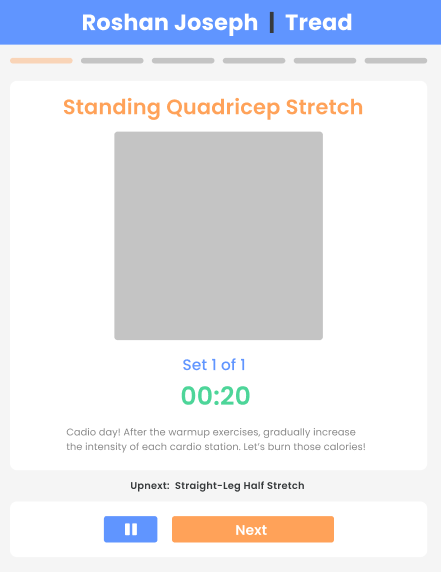 Roshan Joseph | Tread
Standing Quadricep Stretch
Set 1 of 1
00:20
Cadio day! After the warmup exercises, gradually increase
the intensity of each cardio station. Let's burn those calories!
Upnext: Straight-Leg Half Stretch
Next